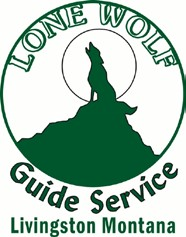 LONE WOLF
Guide Service
Livingston Montana